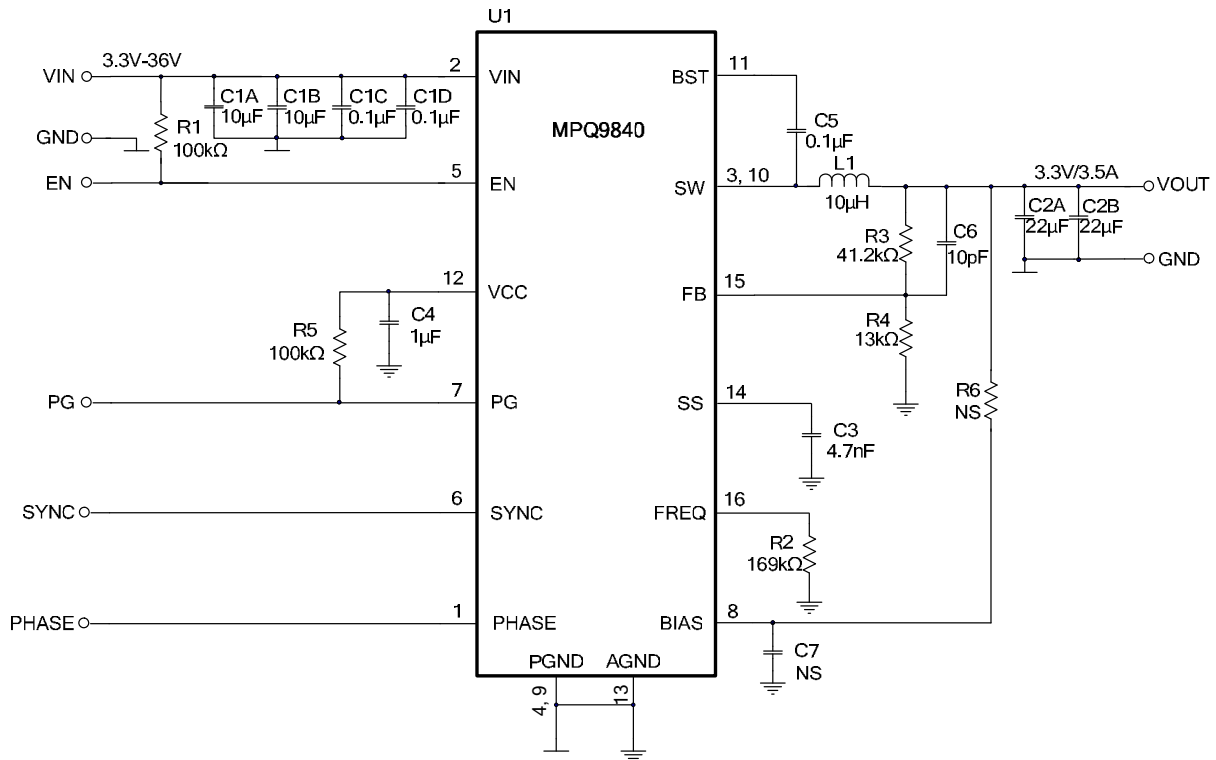 U1
MPQ9840
VIN
3.3V-36V
2
VIN
C1A
10µF
C1B
10µF
C1C
0.1µF
C1D
0.1µF
GND
R1
100kΩ
EN
5
EN
12
VCC
C4
1µF
R5
100kΩ
PG
7
PG
SYNC
6
SYNC
PHASE
1
PHASE
PGND
AGND
4, 9
13
BST
11
C5
0.1µF
SW
3, 10
L1
10µH
3.3V/3.5A
VOUT
C2A
22µF
C2B
22µF
GND
R3
41.2kΩ
C6
10pF
FB
15
R4
13kΩ
R6
NS
SS
14
C3
4.7nF
FREQ
16
R2
169kΩ
BIAS
8
C7
NS